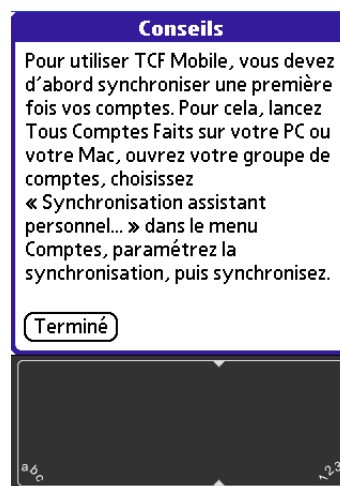 Conseils
Pour utiliser TCF Mobile, vous devez
d'abord synchroniser une première
fois vos comptes. Pour cela, lancez
Tous Comptes Faits sur votre PC ou
votre Mac, ouvrez votre groupe de
comptes, choisissez
« Synchronisation assistant
personnel... » dans le menu
Comptes, paramétrez la
synchronisation, puis synchronisez.
Terminé
abc
123